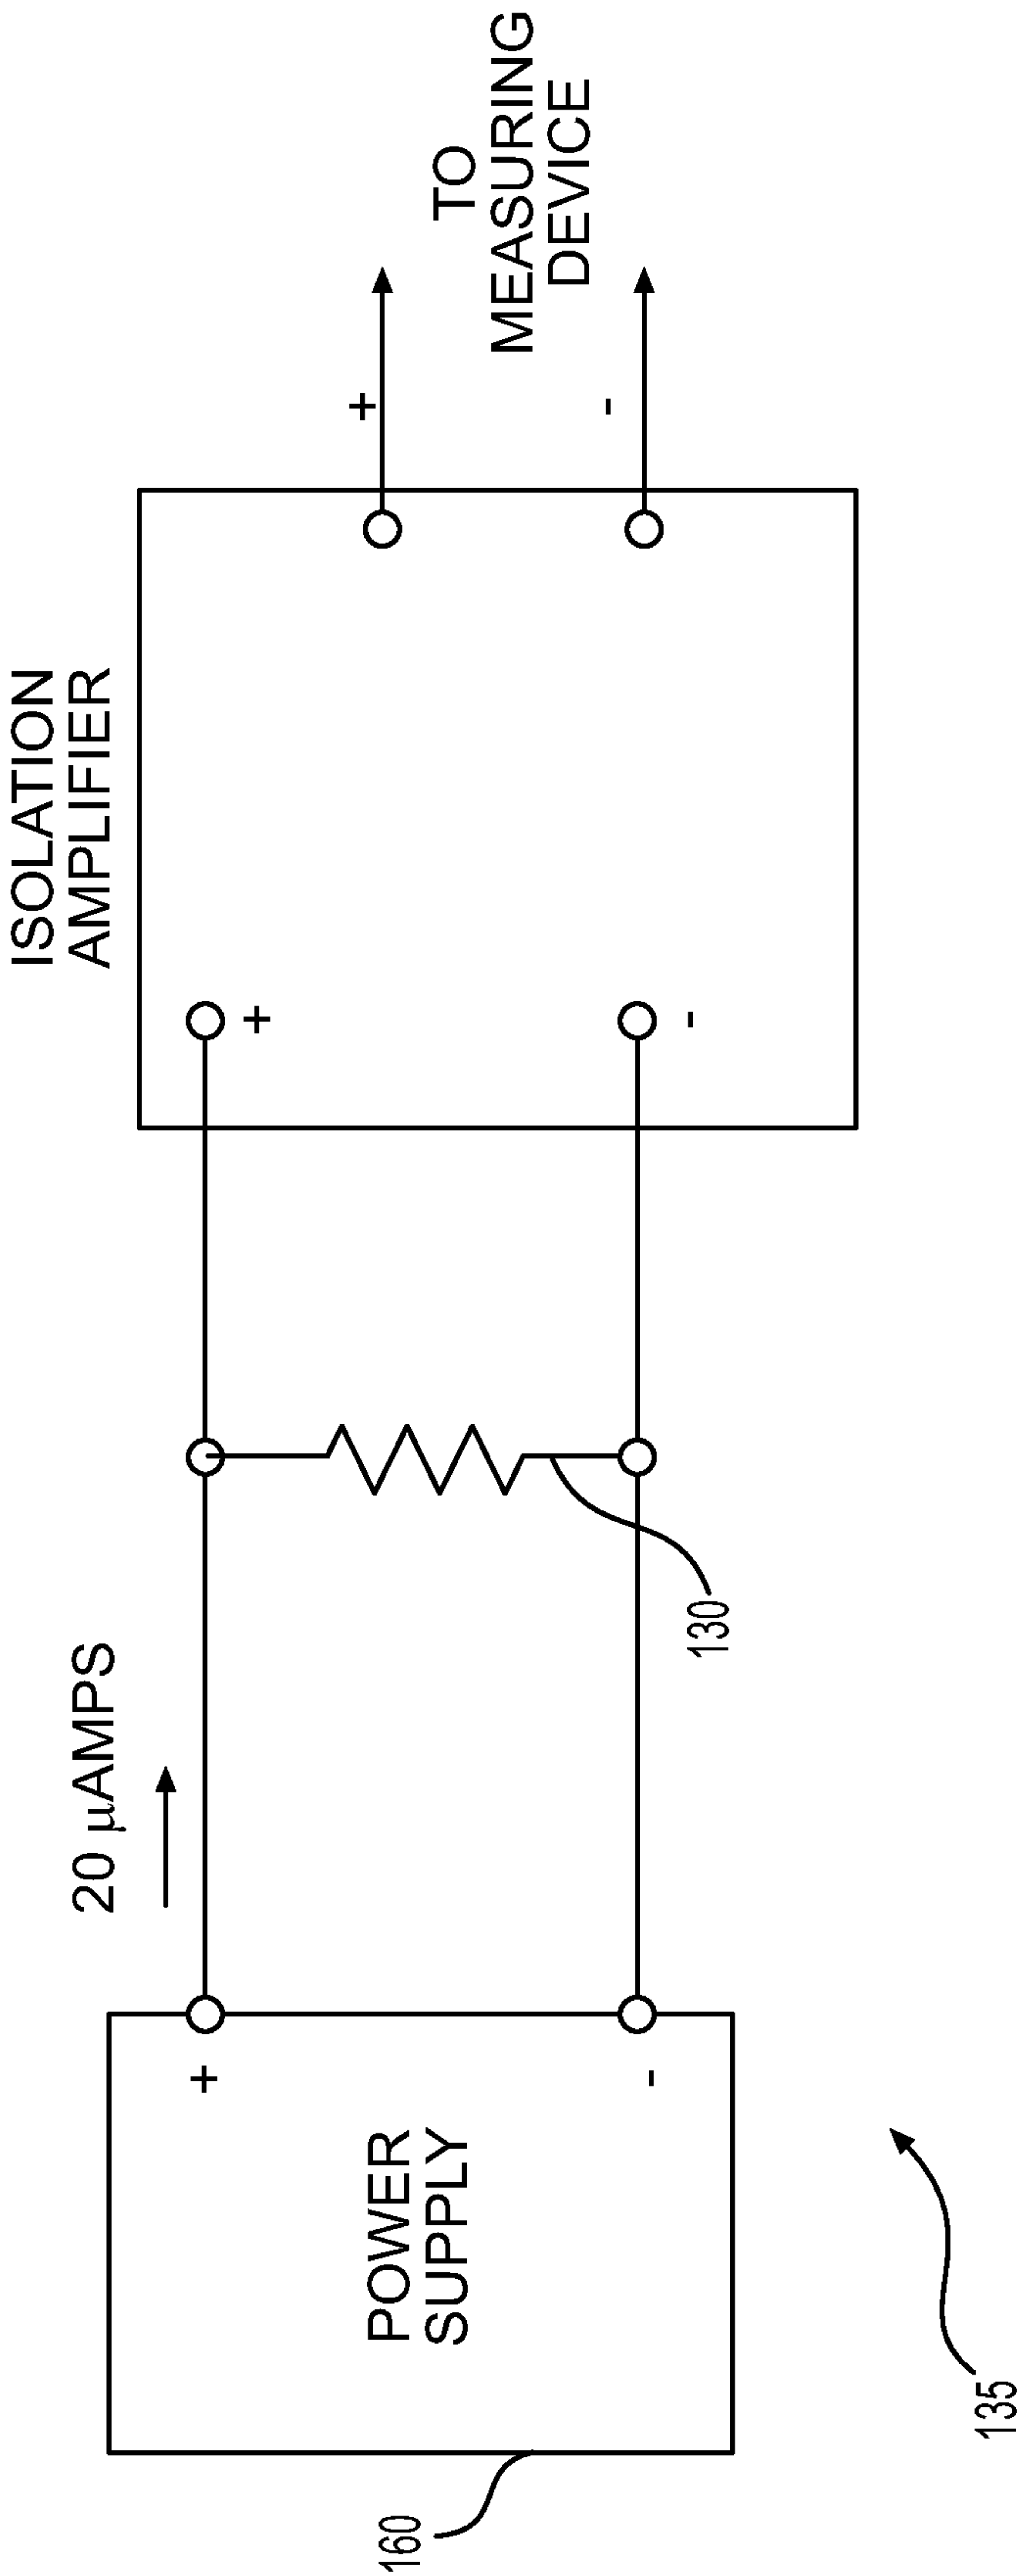 ISOLATION
AMPLIFIER
20 µAMPS
+
-
POWER
SUPPLY
+
-
+
-
TO
MEASURING
DEVICE
130
160
135